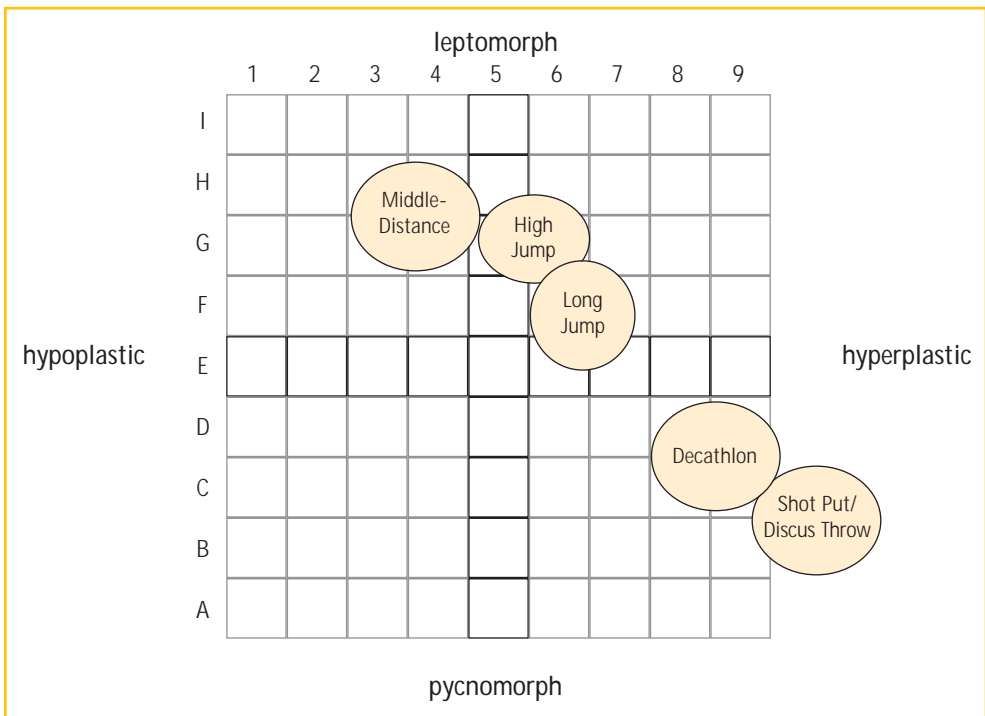 leptomorph
1 2 3 4 5 6 7 8 9
I
H
Middle-
Distance
G
High
Jump
F
Long
Jump
hypoplastic
E
hyperplastic
D
Decathlon
C
Shot Put/
Discus Throw
B
A
pycnomorph